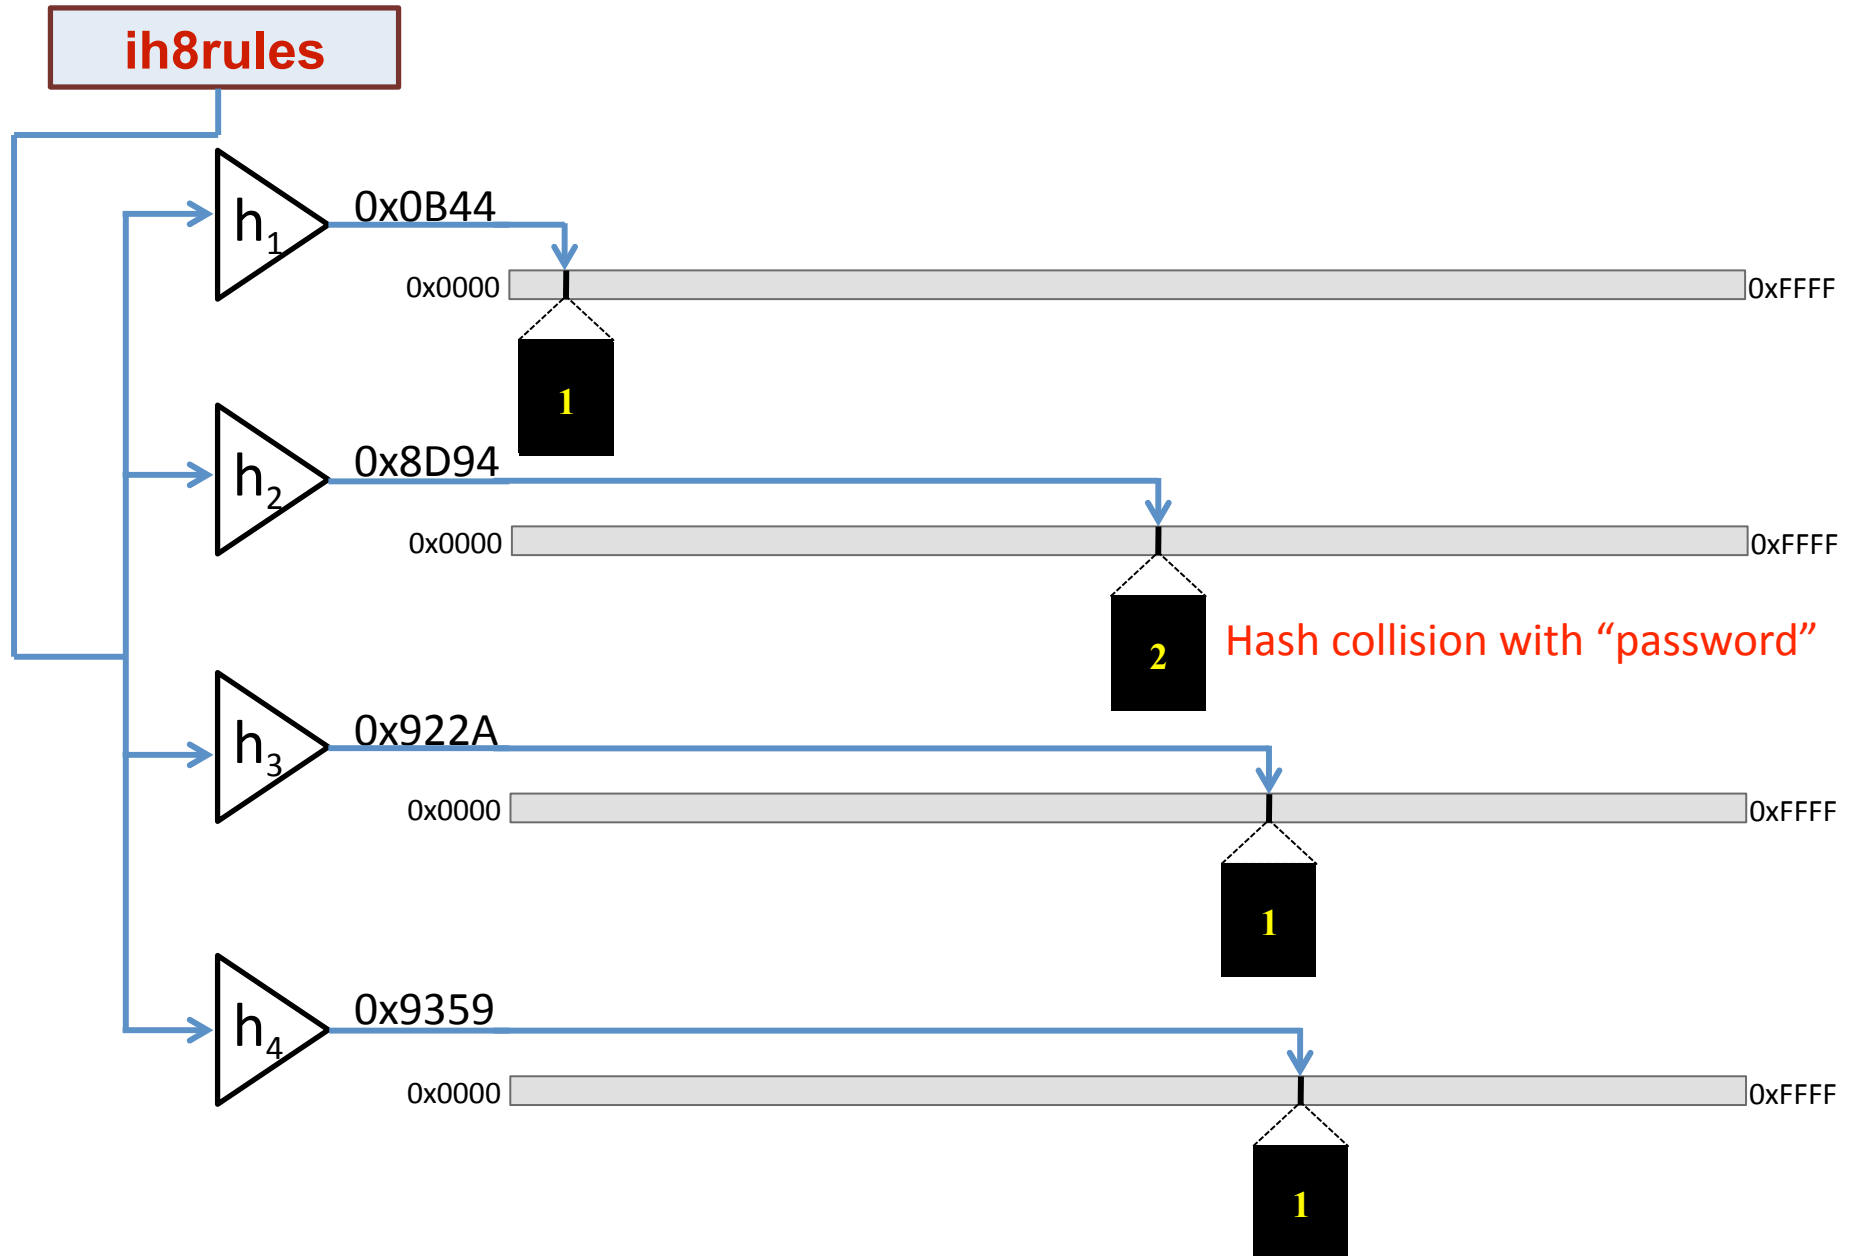 ih8rules
h1
0x0B44
0x0000
0xFFFF
1
h2
0x8D94
0x0000
0xFFFF
2
Hash collision with “password”
h3
0x922A
0x0000
0xFFFF
1
h4
0x9359
0x0000
0xFFFF
1